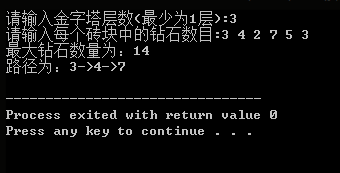 请输入金字塔层数(最少为1层):3
请输入每个砖块中的钻石数目:3 4 2 7 5 3
最大钻石数量为：14
路径为：3->4->7
--------------------------------
Process exited with return value 0
Press any key to continue . . .